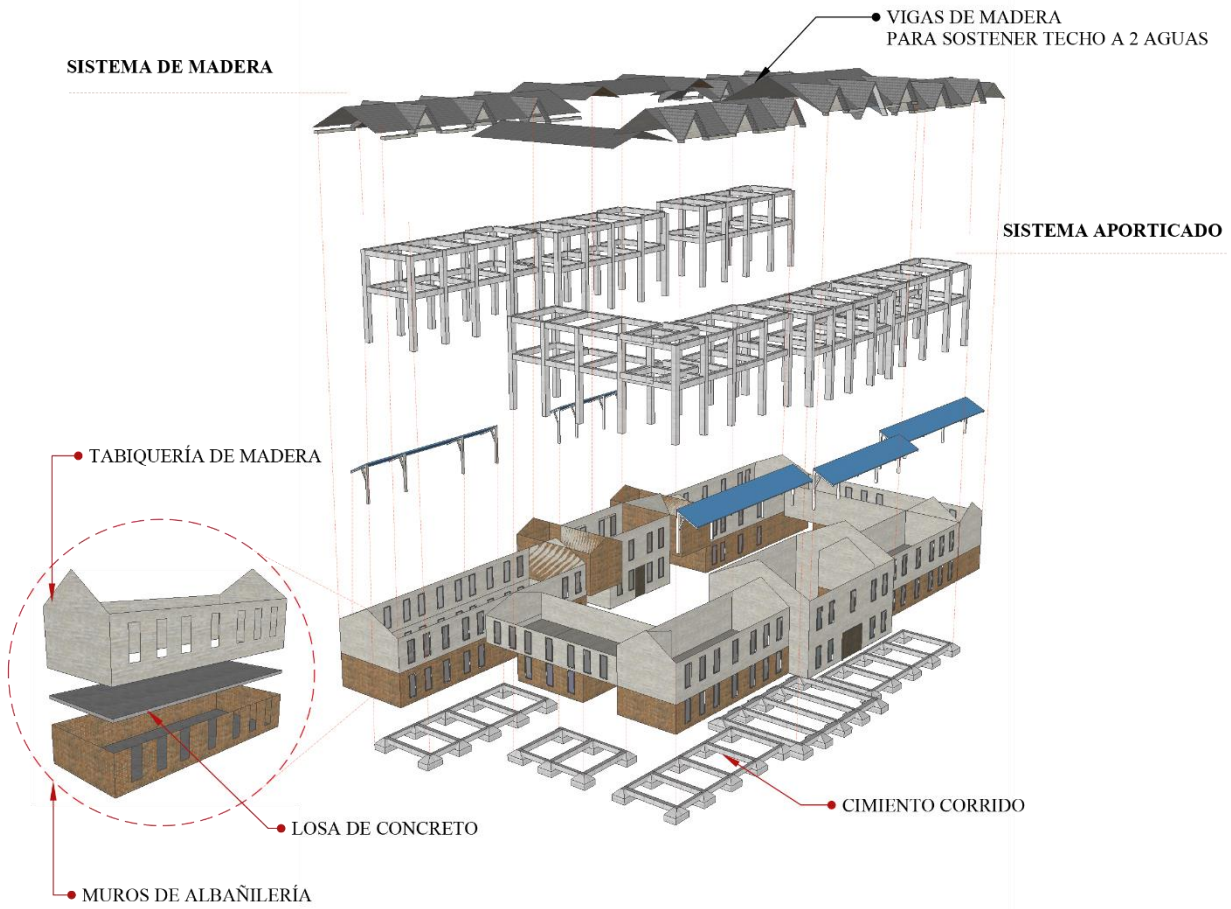 VIGAS DE MADERA
PARA SOSTENER TECHO A 2 AGUAS
SISTEMA DE MADERA
SISTEMA APORTICADO
TABIQUERÍA DE MADERA
CIMIENTO CORRIDO
LOSA DE CONCRETO
MUROS DE ALBAÑILERÍA